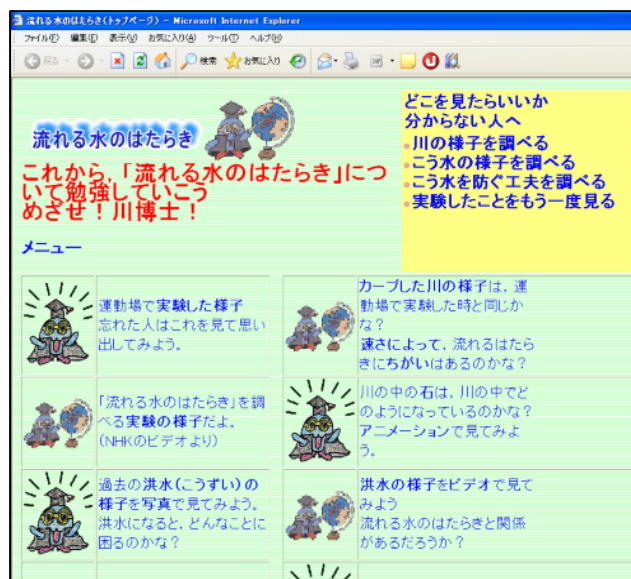 流れる水のはたらき(トップページ) - Microsoft Internet Explorer
ファイル(F) 編集(E) 表示(V) お気に入り(A) ツール(T) ヘルプ(H)
戻る 検索 お気に入り
流れる水のはたらき
これから,「流れる水のはたらき」につ
いて勉強していこう
めざせ！川博士！
どこを見たらいいか
分からない人へ
●川の様子を調べる
●こう水の様子を調べる
●こう水を防ぐ工夫を調べる
●実験したことをもう一度見る
メニュー
運動場で実験した様子
忘れた人はこれを見て思い
出してみよう。
カーブした川の様子は, 運
動場で実験した時と同じか
な？
速さによって, 流れるはたら
きにちがいはあるのかな？
「流れる水のはたらき」を調
べる実験の様子だよ。
(NHKのビデオより)
川の中の石は, 川の中でど
のようになっているのかな？
アニメーションで見てみよ
う。
過去の洪水(こうずい)の
様子を写真で見てみよう。
洪水になると, どんなことに
困るのかな？
洪水の様子をビデオで見て
みよう
流れる水のはたらきと関係
があるだろうか？